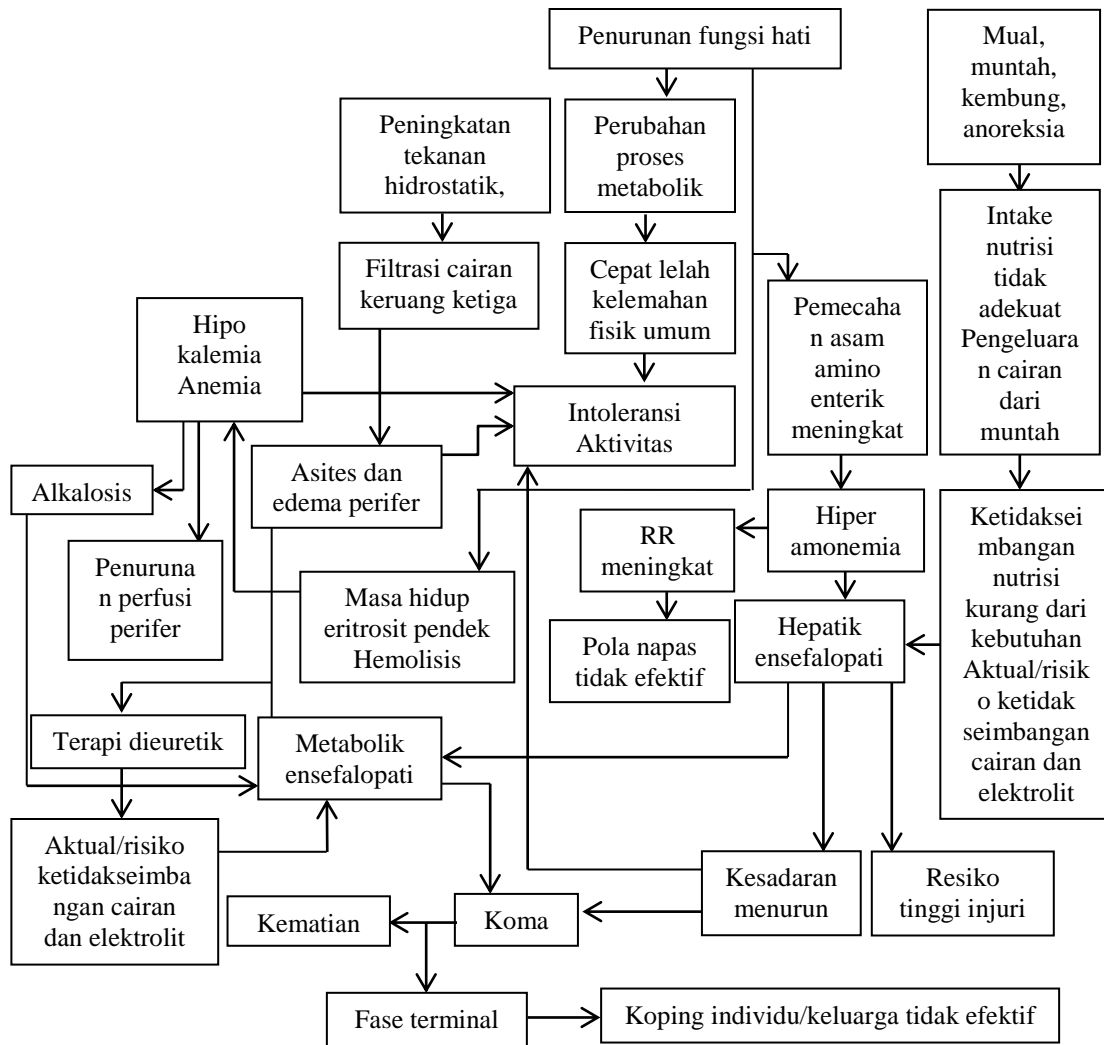 Penurunan fungsi hati
Mual,
muntah,
kembung,
anoreksia
Peningkatan
tekanan
hidrostatik,
Perubahan
proses
metabolik
Intake
nutrisi
tidak
adekuat
Pengeluara
n cairan
dari
muntah
Filtrasi cairan
keruang ketiga
Cepat lelah
kelemahan
fisik umum
Pemecaha
n asam
amino
enterik
meningkat
Hipo
kalemia
Anemia
Intoleransi
Aktivitas
Asites dan
edema perifer
Alkalosis
Hiper
amonemia
Ketidaksei
mbangan
nutrisi
kurang dari
kebutuhan
Aktual/risik
o ketidak
seimbangan
cairan dan
elektrolit
RR
meningkat
Penuruna
n perfusi
perifer
Masa hidup
eritrosit pendek
Hemolisis
Hepatik
ensefalopati
Pola napas
tidak efektif
Terapi dieuretik
Metabolik
ensefalopati
Aktual/risiko
ketidakseimba
ngan cairan
dan elektrolit
Kesadaran
menurun
Resiko
tinggi injuri
Kematian
Koma
Fase terminal
Koping individu/keluarga tidak efektif